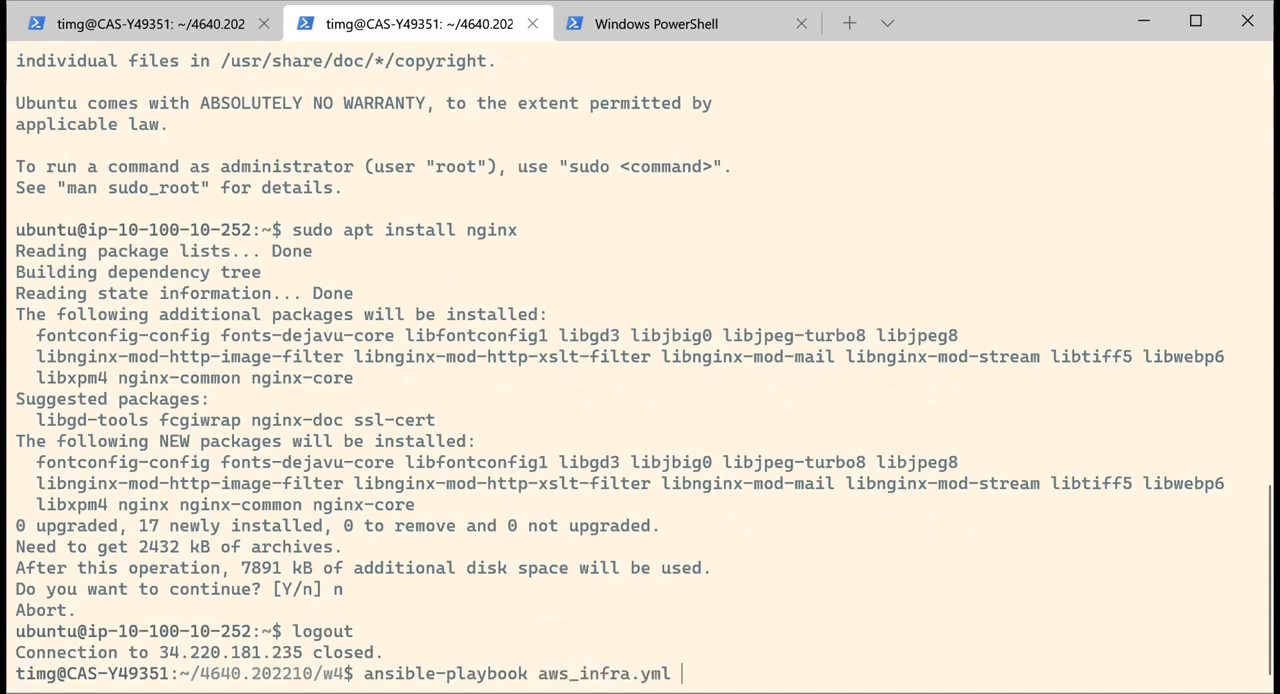 timg@CAS-Y49351: ~/4640.202
timg@CAS-Y49351: ~/4640.202
Windows PowerShell
individual files in /usr/share/doc/*/copyright.
Ubuntu comes with ABSOLUTELY NO WARRANTY, to the extent permitted by
applicable law.
To run a command as administrator (user "root"), use "sudo <command>".
See "man sudo_root" for details.
ubuntu@ip-10-100-10-252:~$ sudo apt install nginx
Reading package lists... Done
Building dependency tree
Reading state information... Done
The following additional packages will be installed:
  fontconfig-config fonts-dejavu-core libfontconfig1 libgd3 libjbig0 libjpeg-turbo8 libjpeg8
  libnginx-mod-http-image-filter libnginx-mod-http-xslt-filter libnginx-mod-mail libnginx-mod-stream libtiff5 libwebp6
  libxpm4 nginx-common nginx-core
Suggested packages:
  libgd-tools fcgiwrap nginx-doc ssl-cert
The following NEW packages will be installed:
  fontconfig-config fonts-dejavu-core libfontconfig1 libgd3 libjbig0 libjpeg-turbo8 libjpeg8
  libnginx-mod-http-image-filter libnginx-mod-http-xslt-filter libnginx-mod-mail libnginx-mod-stream libtiff5 libwebp6
  libxpm4 nginx nginx-common nginx-core
0 upgraded, 17 newly installed, 0 to remove and 0 not upgraded.
Need to get 2432 kB of archives.
After this operation, 7891 kB of additional disk space will be used.
Do you want to continue? [Y/n] n
Abort.
ubuntu@ip-10-100-10-252:~$ logout
Connection to 34.220.181.235 closed.
timg@CAS-Y49351:~/4640.202210/w4$ ansible-playbook aws_infra.yml